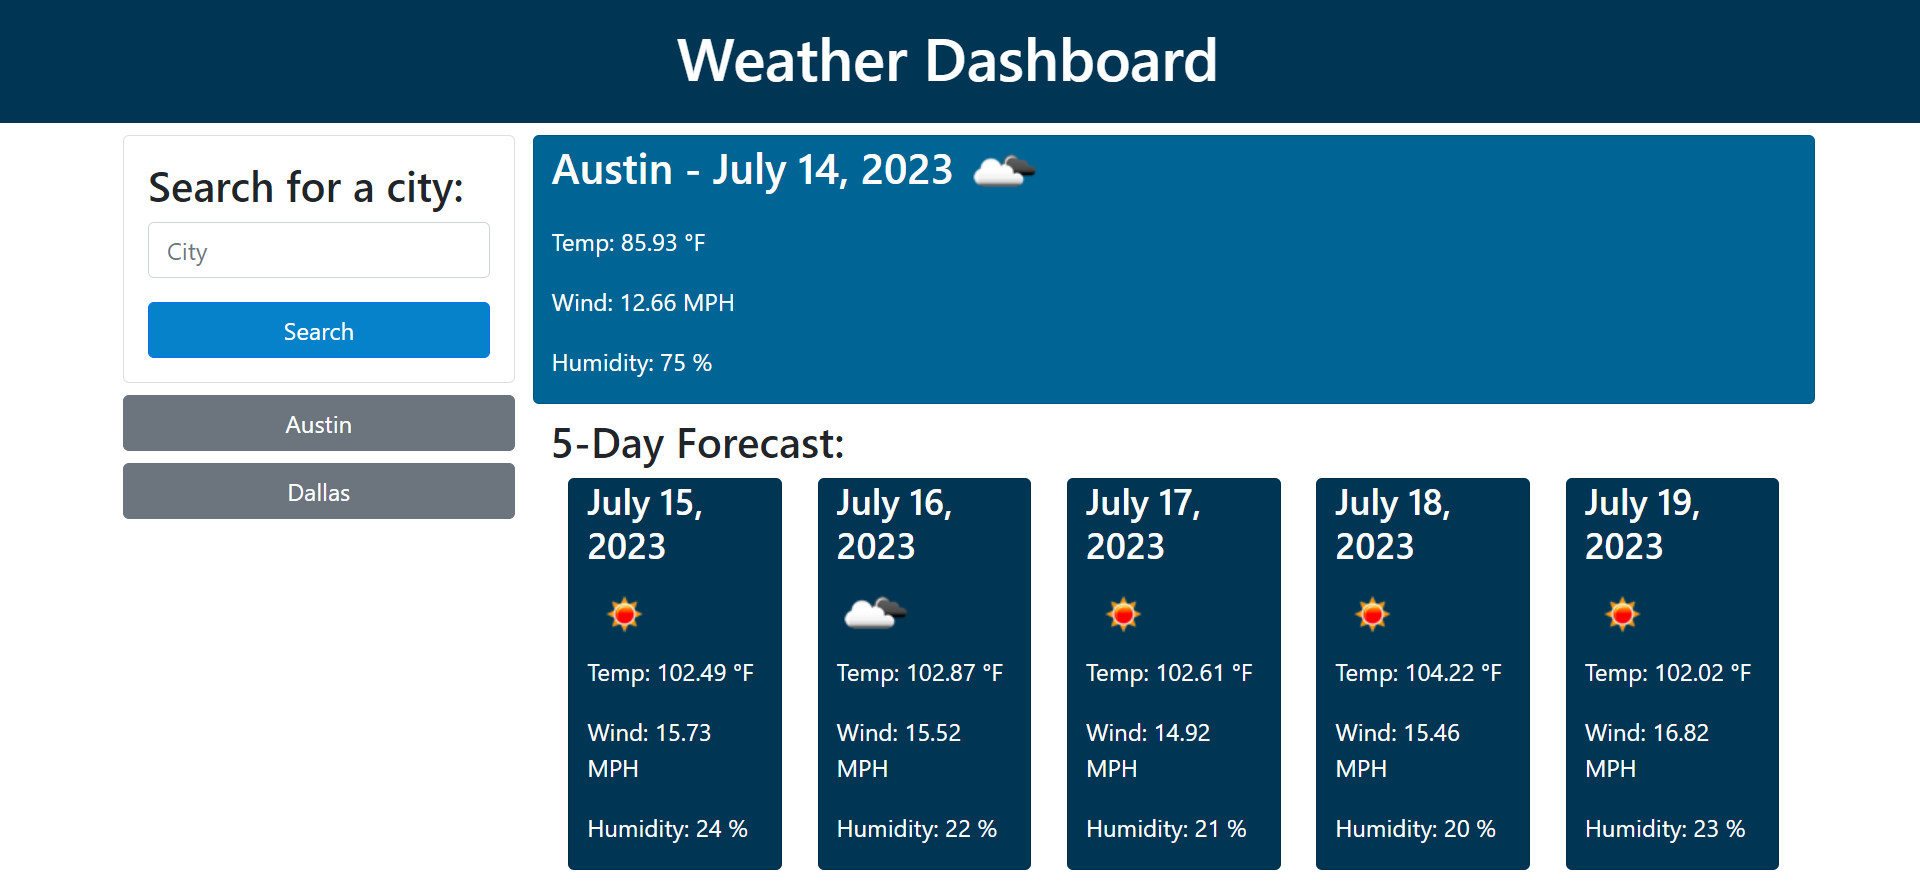 Weather Dashboard
Search for a city:
City
Search
Austin
Dallas
Austin - July 14, 2023
Temp: 85.93 °F
Wind: 12.66 MPH
Humidity: 75 %
5-Day Forecast:
July 15,
2023
Temp: 102.49 °F
Wind: 15.73
MPH
Humidity: 24 %
July 16,
2023
Temp: 102.87 °F
Wind: 15.52
MPH
Humidity: 22 %
July 17,
2023
Temp: 102.61 °F
Wind: 14.92
MPH
Humidity: 21 %
July 18,
2023
Temp: 104.22 °F
Wind: 15.46
MPH
Humidity: 20 %
July 19,
2023
Temp: 102.02 °F
Wind: 16.82
MPH
Humidity: 23 %